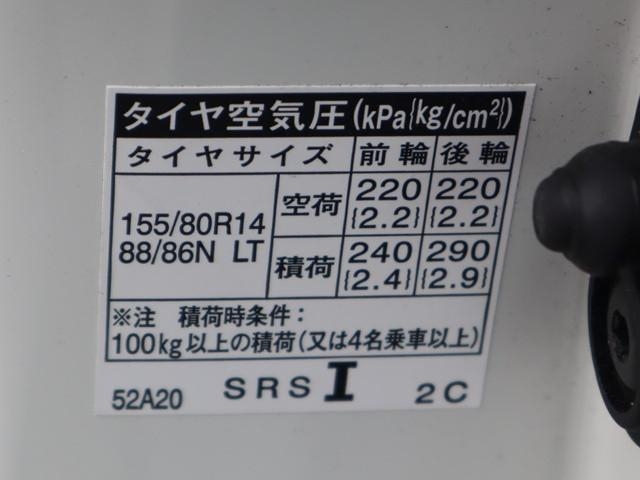 タイヤ空気圧(kPa{kg/cm²})
タイヤサイズ 前輪 後輪
155/80R14 88/86N LT
空荷 220 {2.2} 220 {2.2}
積荷 240 {2.4} 290 {2.9}
※注 積荷時条件:
100kg以上の積荷(又は4名乗車以上)
52A20 SRS I 2C